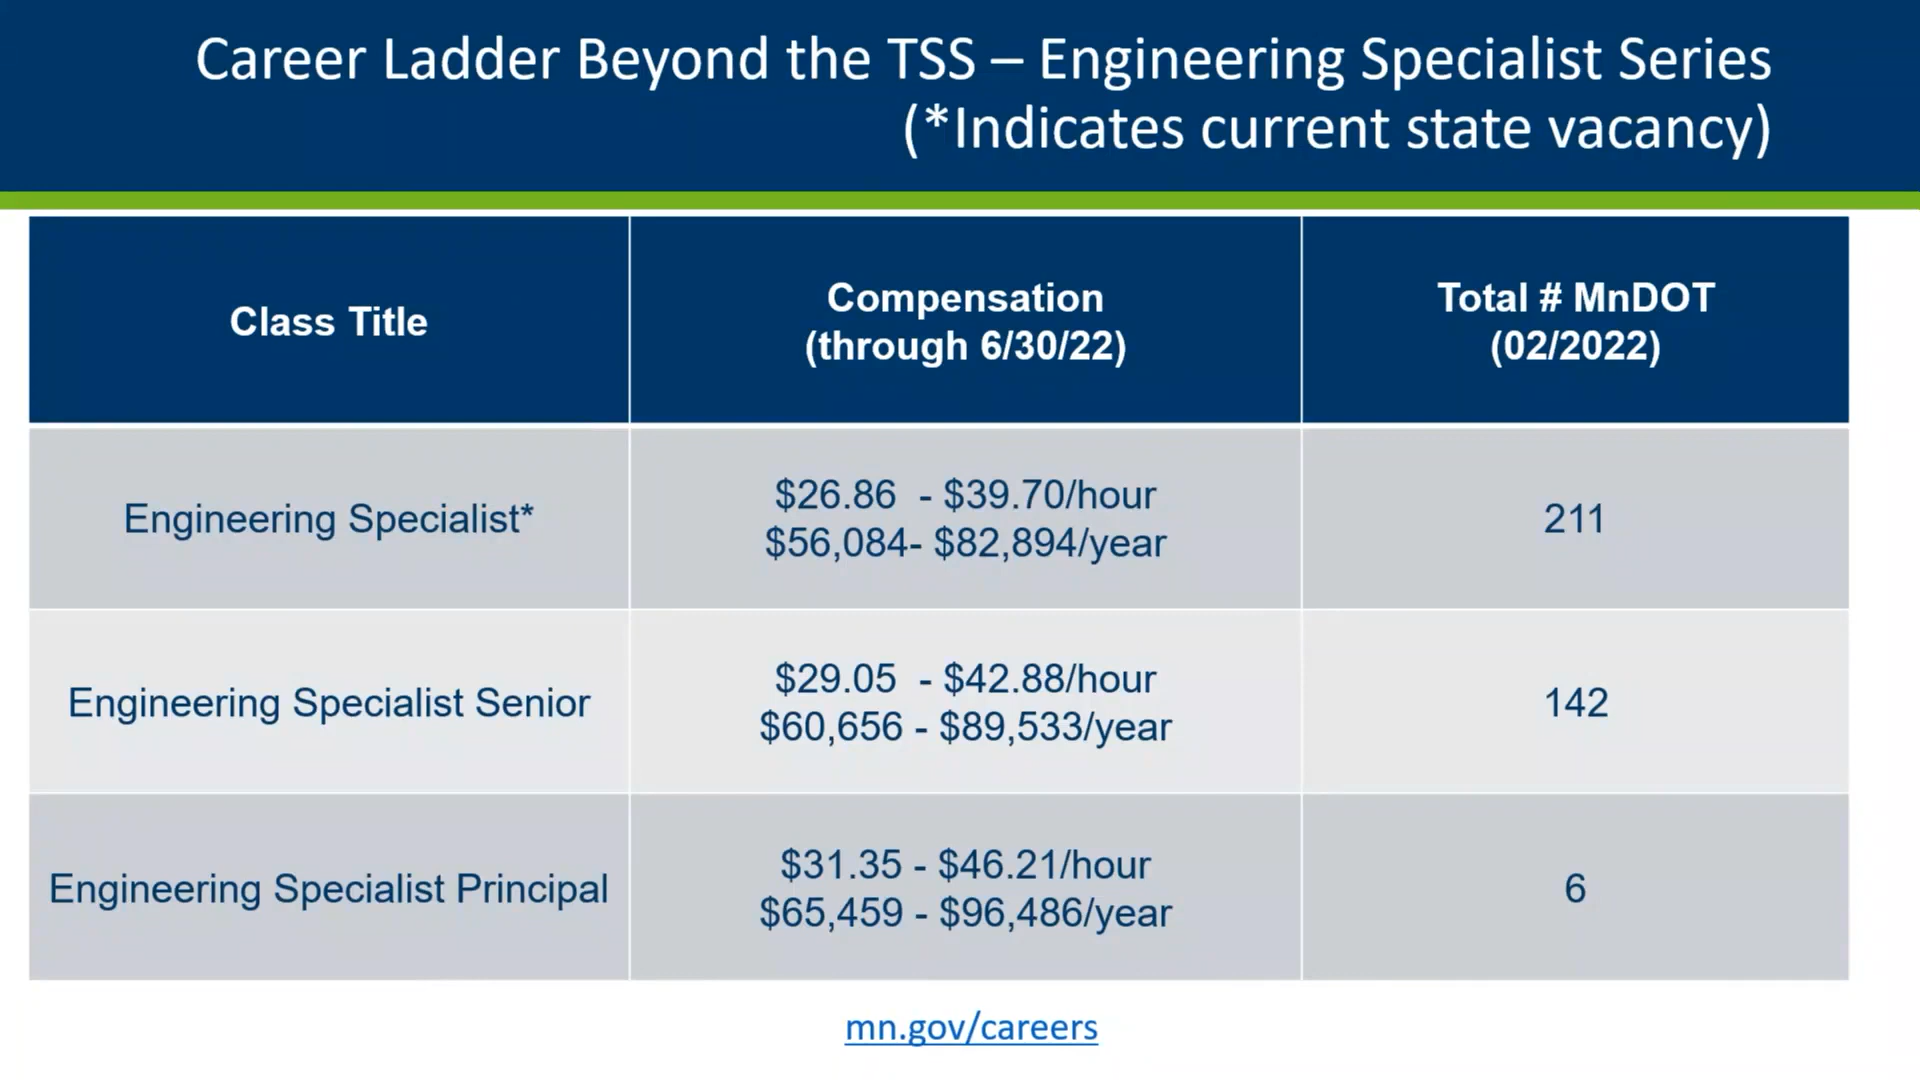 Career Ladder Beyond the TSS – Engineering Specialist Series
(*Indicates current state vacancy)
Class Title
Compensation
(through 6/30/22)
Total # MnDOT
(02/2022)
Engineering Specialist*
$26.86  - $39.70/hour
$56,084- $82,894/year
211
Engineering Specialist Senior
$29.05  - $42.88/hour
$60,656 - $89,533/year
142
Engineering Specialist Principal
$31.35 - $46.21/hour
$65,459 - $96,486/year
6
mn.gov/careers